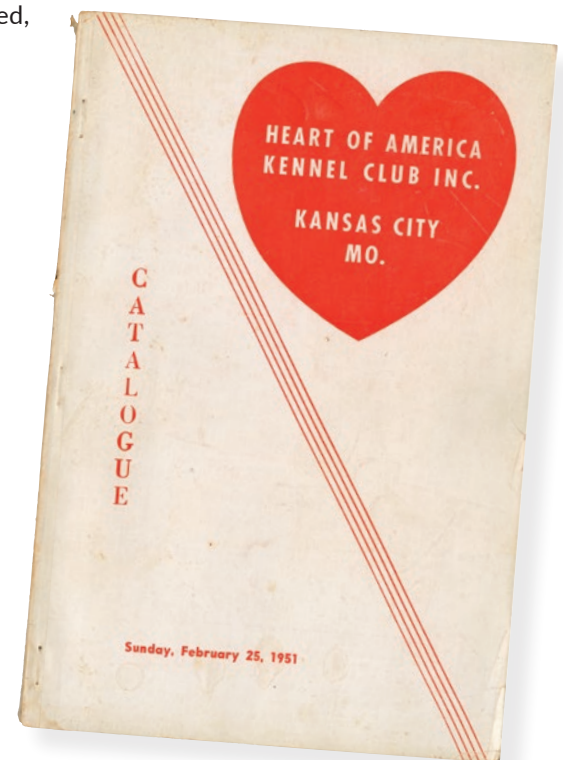 ed,
HEART OF AMERICA
KENNEL CLUB INC.
KANSAS CITY
MO.
CATALOGUE
Sunday, February 25, 1951